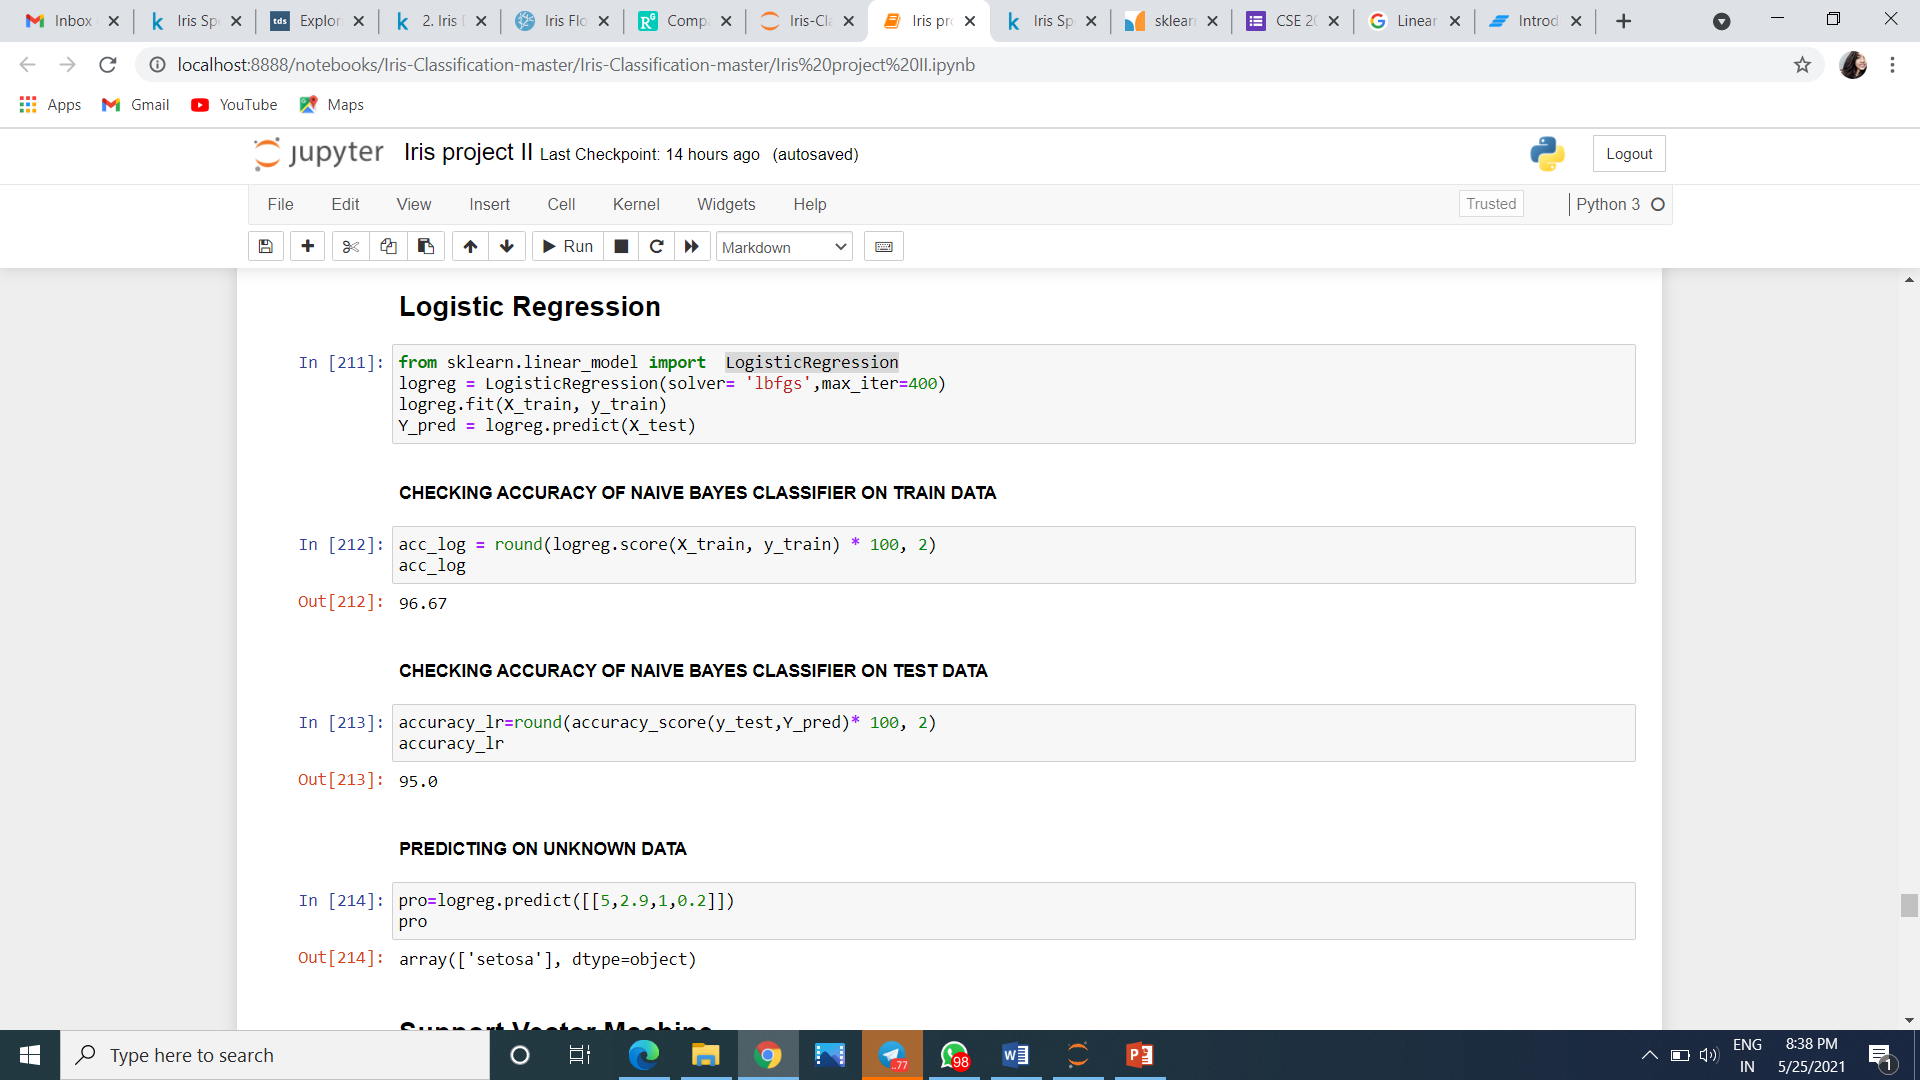 Inbox
Iris Sp
Explor
2. Iris
Iris Flo
Comp
Iris-Cla
Iris pro
Iris Sp
sklear
CSE 20
Linear
Introd
localhost:8888/notebooks/Iris-Classification-master/Iris-Classification-master/Iris%20project%20II.ipynb
Apps
Gmail
YouTube
Maps
jupyter Iris project II Last Checkpoint: 14 hours ago (autosaved)
Logout
File Edit View Insert Cell Kernel Widgets Help
Trusted
Python 3
Run
Markdown
Logistic Regression
In [211]:
from sklearn.linear_model import  LogisticRegression
logreg = LogisticRegression(solver= 'lbfgs',max_iter=400)
logreg.fit(X_train, y_train)
Y_pred = logreg.predict(X_test)
CHECKING ACCURACY OF NAIVE BAYES CLASSIFIER ON TRAIN DATA
In [212]:
acc_log = round(logreg.score(X_train, y_train) * 100, 2)
acc_log
Out[212]: 96.67
CHECKING ACCURACY OF NAIVE BAYES CLASSIFIER ON TEST DATA
In [213]:
accuracy_lr=round(accuracy_score(y_test,Y_pred)* 100, 2)
accuracy_lr
Out[213]: 95.0
PREDICTING ON UNKNOWN DATA
In [214]:
pro=logreg.predict([[5,2.9,1,0.2]])
pro
Out[214]: array(['setosa'], dtype=object)
Support Vector Machine
Type here to search
..77
98
ENG
IN
8:38 PM
5/25/2021
1